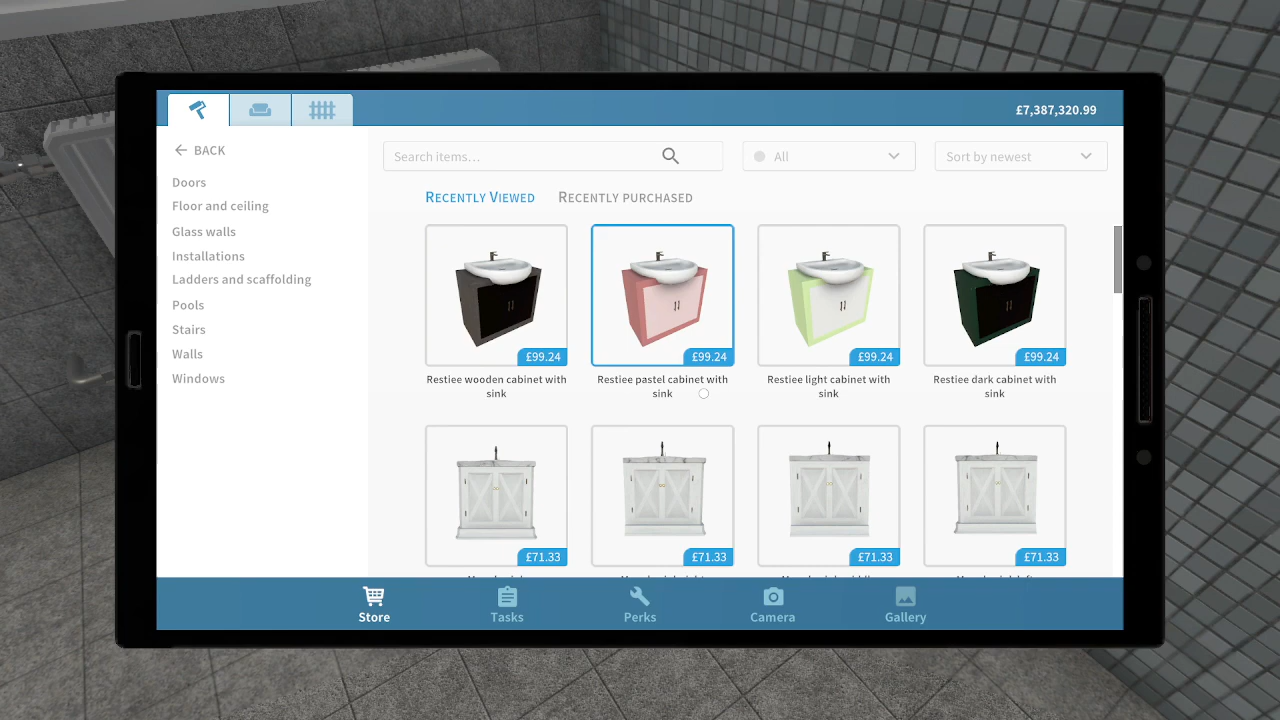 £7,387,320.99
BACK
Doors
Floor and ceiling
Glass walls
Installations
Ladders and scaffolding
Pools
Stairs
Walls
Windows
Search items...
All
Sort by newest
RECENTLY VIEWED
RECENTLY PURCHASED
£99.24
£99.24
£99.24
£99.24
Restiee wooden cabinet with
sink
Restiee pastel cabinet with
sink
Restiee light cabinet with
sink
Restiee dark cabinet with
sink
£71.33
£71.33
£71.33
£71.33
Store
Tasks
Perks
Camera
Gallery